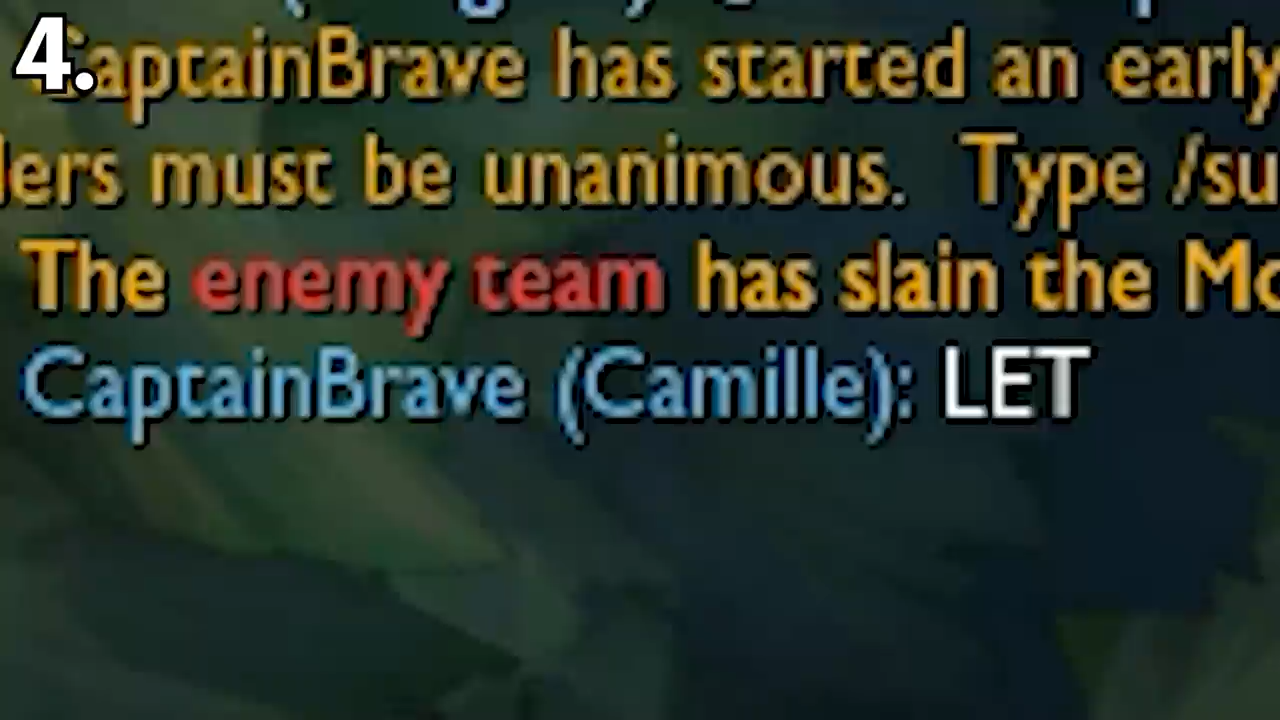 4.
CaptainBrave has started an early
ders must be unanimous. Type /su
The enemy team has slain the Mo
CaptainBrave (Camille): LET